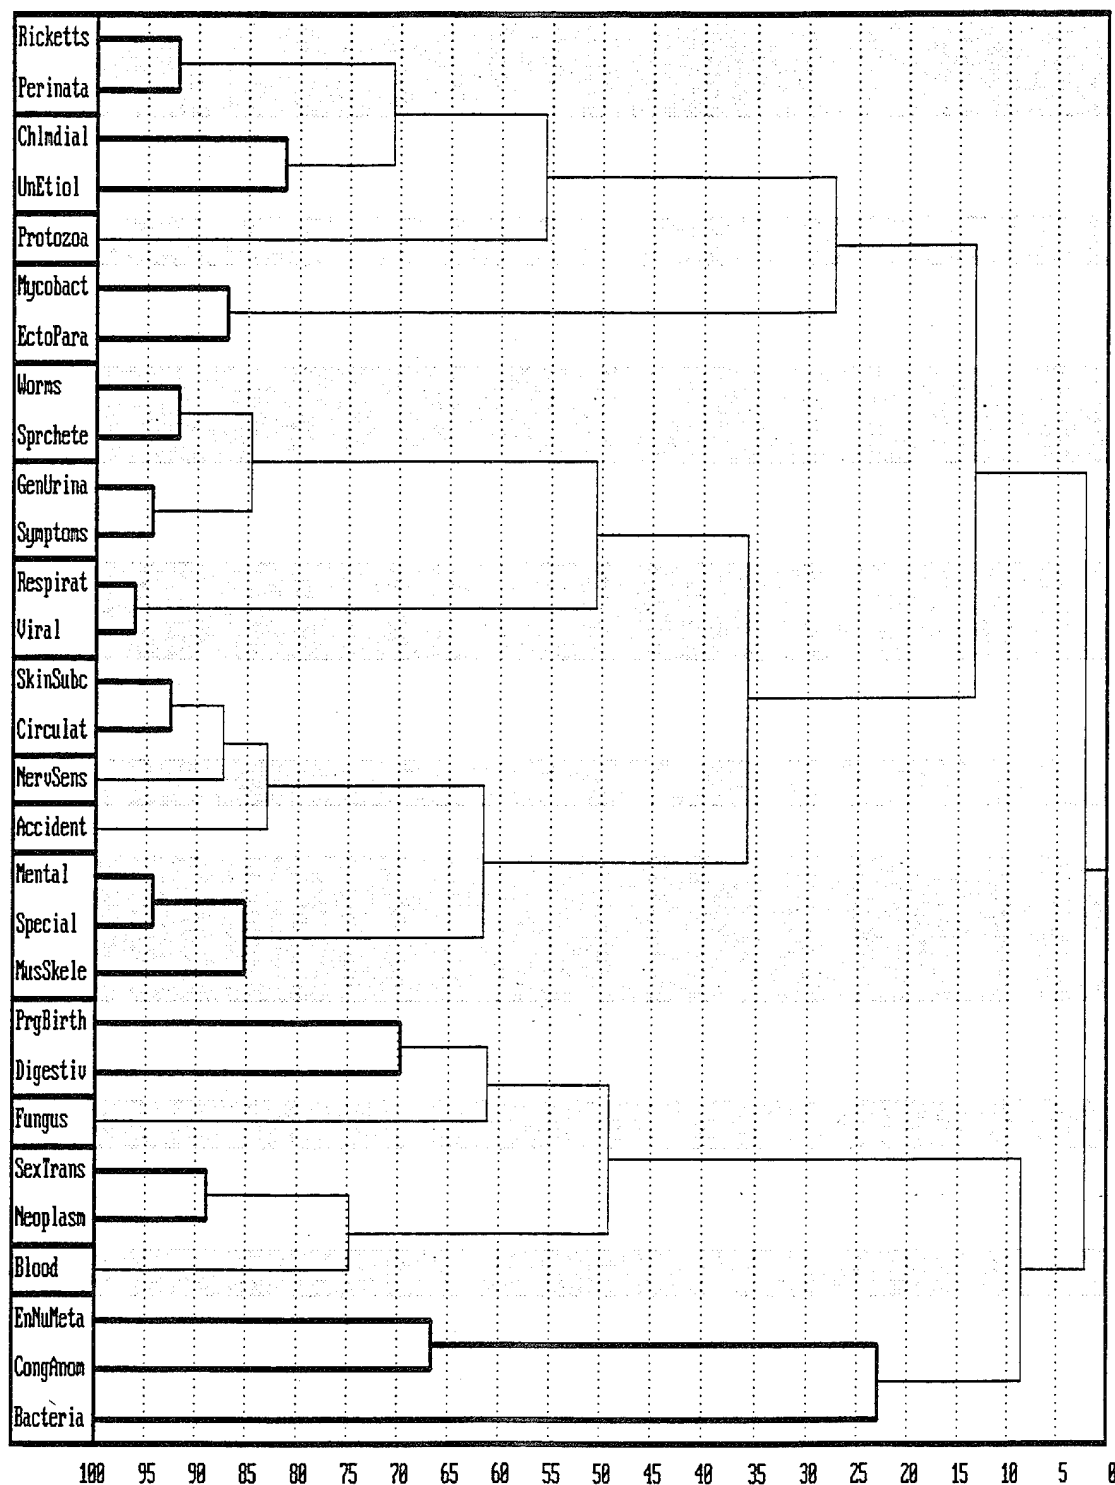 Ricketts
Perinata
Chlmdial
UnEtiol
Protozoa
Mycobact
EctoPara
Worms
Sprchete
GenUrina
Symptoms
Respirat
Viral
SkinSubc
Circulat
NervSens
Accident
Mental
Special
MusSkele
PrgBirth
Digestiv
Fungus
SexTrans
Neoplasm
Blood
EnNuMeta
CongAnom
Bacteria
100 95 90 85 80 75 70 65 60 55 50 45 40 35 30 25 20 15 10 5 0